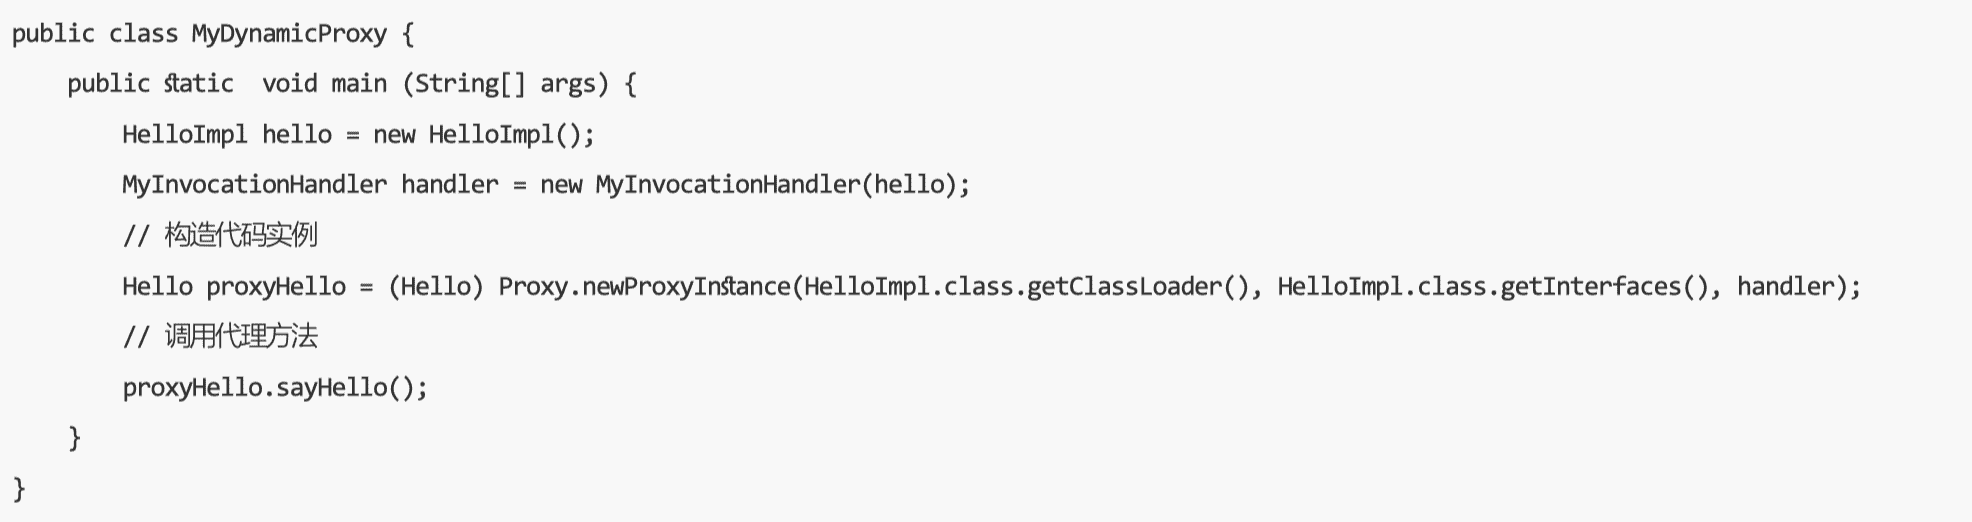 public class MyDynamicProxy {
    public static  void main (String[] args) {
        HelloImpl hello = new HelloImpl();
        MyInvocationHandler handler = new MyInvocationHandler(hello);
        // 构造代码实例
        Hello proxyHello = (Hello) Proxy.newProxyInstance(HelloImpl.class.getClassLoader(), HelloImpl.class.getInterfaces(), handler);
        // 调用代理方法
        proxyHello.sayHello();
    }
}